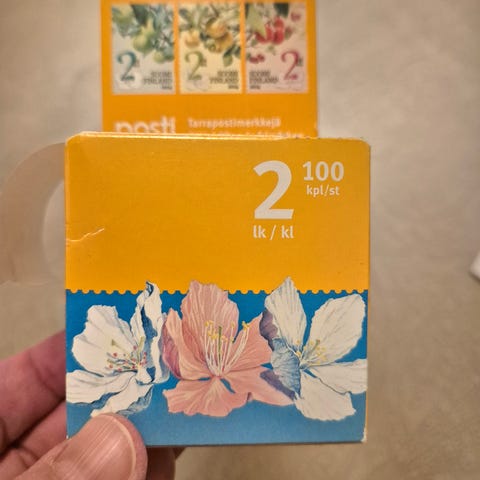 2
2
2
SUOMI
FINLAND
SUOMI
FINLAND
SUOMI
FINLAND
posti
Tarrapostimerkkejä
2
100
kpl/st
lk / kl